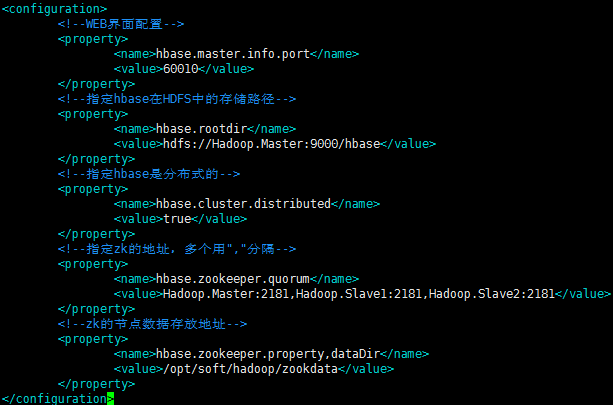 <configuration>
<!--WEB界面配置-->
<property>
<name>hbase.master.info.port</name>
<value>60010</value>
</property>
<!--指定hbase在HDFS中的存储路径-->
<property>
<name>hbase.rootdir</name>
<value>hdfs://Hadoop.Master:9000/hbase</value>
</property>
<!--指定hbase是分布式的-->
<property>
<name>hbase.cluster.distributed</name>
<value>true</value>
</property>
<!--指定zk的地址，多个用","分隔-->
<property>
<name>hbase.zookeeper.quorum</name>
<value>Hadoop.Master:2181,Hadoop.Slave1:2181,Hadoop.Slave2:2181</value>
</property>
<!--zk的节点数据存放地址-->
<property>
<name>hbase.zookeeper.property.dataDir</name>
<value>/opt/soft/hadoop/zookdata</value>
</property>
</configuration>